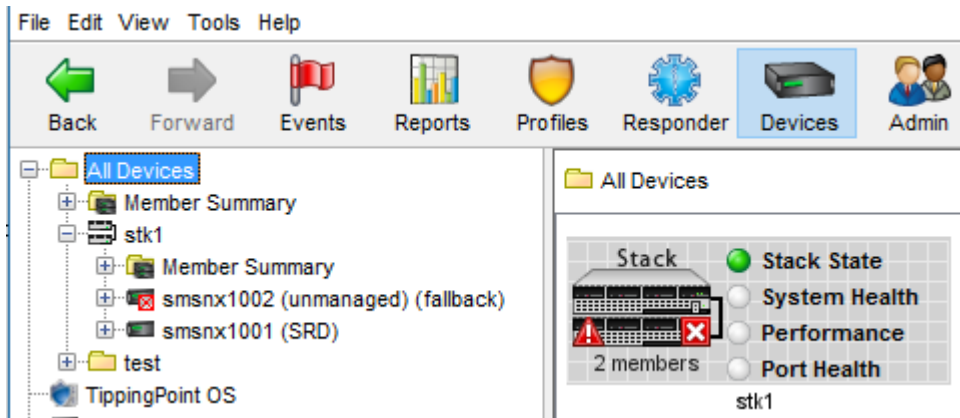 File Edit View Tools Help
Back Forward Events Reports Profiles Responder Devices Admin
All Devices
Member Summary
stk1
Member Summary
smsnx1002 (unmanaged) (fallback)
smsnx1001 (SRD)
test
TippingPoint OS
All Devices
Stack
2 members
Stack State
System Health
Performance
Port Health
stk1